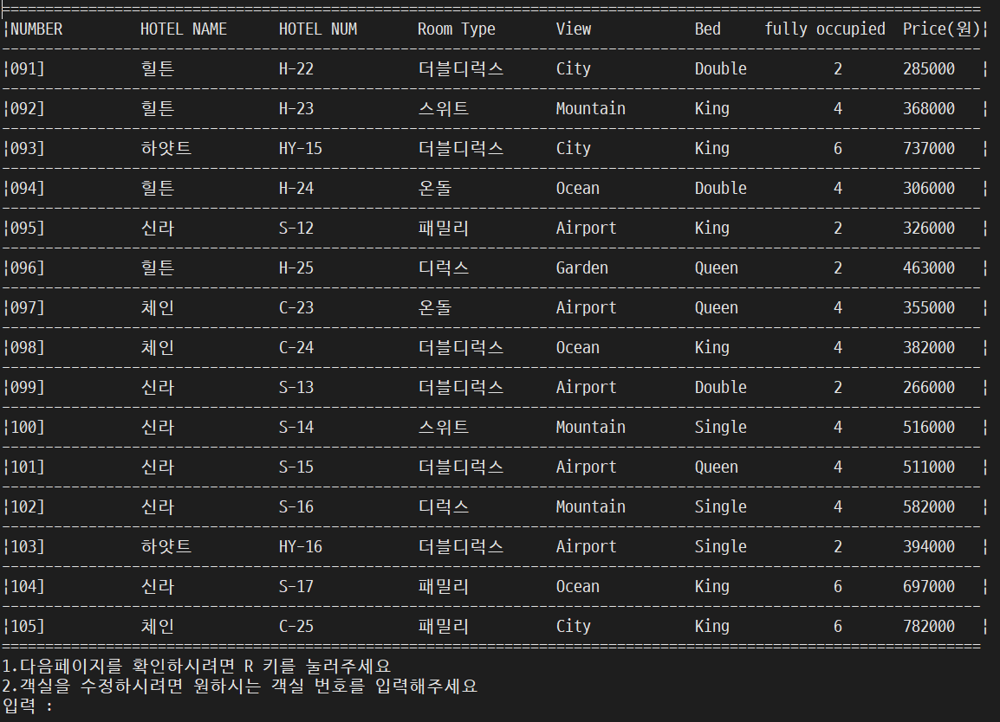 NUMBER HOTEL NAME HOTEL NUM Room Type View Bed fully occupied Price(원)
091] 힐튼 H-22 더블디럭스 City Double 2 285000
092] 힐튼 H-23 스위트 Mountain King 4 368000
093] 하얏트 HY-15 더블디럭스 City King 6 737000
094] 힐튼 H-24 온돌 Ocean Double 4 306000
095] 신라 S-12 패밀리 Airport King 2 326000
096] 힐튼 H-25 디럭스 Garden Queen 2 463000
097] 체인 C-23 온돌 Airport Queen 4 355000
098] 체인 C-24 더블디럭스 Ocean King 4 382000
099] 신라 S-13 더블디럭스 Airport Double 2 266000
100] 신라 S-14 스위트 Mountain Single 4 516000
101] 신라 S-15 더블디럭스 Airport Queen 4 511000
102] 신라 S-16 디럭스 Mountain Single 4 582000
103] 하얏트 HY-16 더블디럭스 Airport Single 2 394000
104] 신라 S-17 패밀리 Ocean King 6 697000
105] 체인 C-25 패밀리 City King 6 782000
1.다음페이지를 확인하시려면 R 키를 눌러주세요
2.객실을 수정하시려면 원하시는 객실 번호를 입력해주세요
입력 :